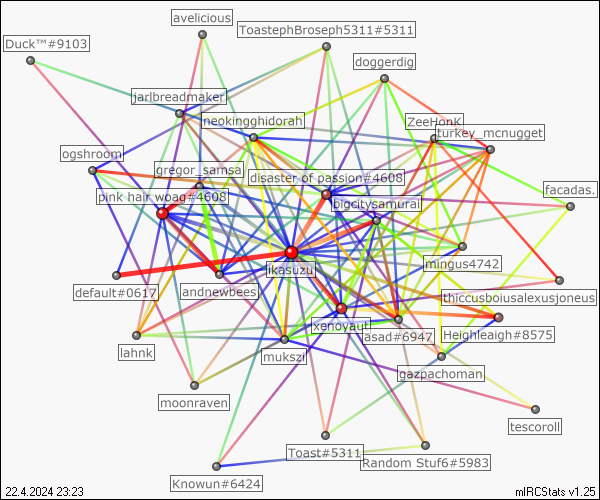 avelicious
ToastephBroseph5311#5311
Duck™#9103
doggerdig
jarlbreadmaker
neokingghidorah
ZeeHonk
turkey_mcnugget
ogshroom
gregor_samsa
disaster of passion#4608
facadas.
pink hair woag#4608
bigcitysamurai
ikasuzu
mingus4742
default#0617
andnewbees
thiccusboiusalexusjoneus
xenoyautl
asad#6947
Heighleaigh#8575
lahnk
mukszi
gazpachoman
moonraven
tescoroll
Toast#5311
Random Stuf6#5983
Knowun#6424
22.4.2024 23:23
mIRCStats v1.25